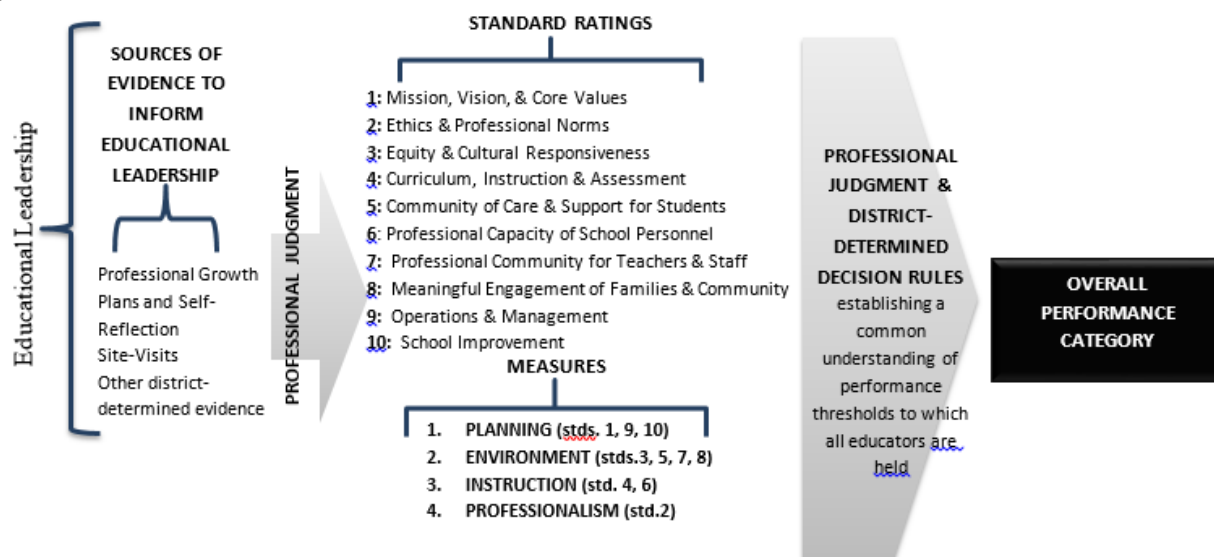 Educational Leadership
SOURCES OF
EVIDENCE TO
INFORM
EDUCATIONAL
LEADERSHIP
Professional Growth
Plans and Self-
Reflection
Site-Visits
Other district-
determined evidence
PROFESSIONAL JUDGMENT
STANDARD RATINGS
1: Mission, Vision, & Core Values
2: Ethics & Professional Norms
3: Equity & Cultural Responsiveness
4: Curriculum, Instruction & Assessment
5: Community of Care & Support for Students
6: Professional Capacity of School Personnel
7: Professional Community for Teachers & Staff
8: Meaningful Engagement of Families & Community
9: Operations & Management
10: School Improvement
MEASURES
1. PLANNING (stds. 1, 9, 10)
2. ENVIRONMENT (stds.3, 5, 7, 8)
3. INSTRUCTION (std. 4, 6)
4. PROFESSIONALISM (std.2)
PROFESSIONAL
JUDGMENT &
DISTRICT-
DETERMINED
DECISION RULES
establishing a
common
understanding of
performance
thresholds to which
all educators are
held
OVERALL
PERFORMANCE
CATEGORY